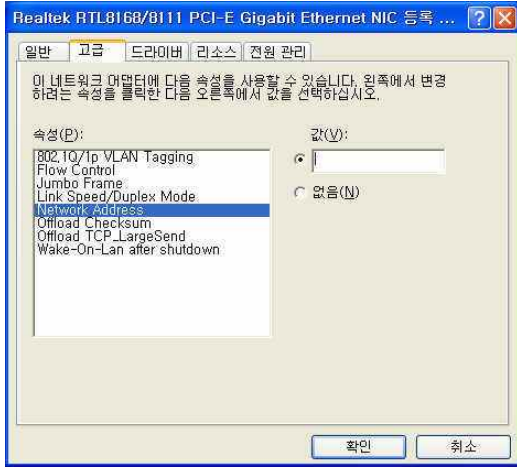 Realtek RTL8168/8111 PCI-E Gigabit Ethernet NIC 등록 ...
일반 고급 드라이버 리소스 전원 관리
이 네트워크 어댑터에 다음 속성을 사용할 수 있습니다. 왼쪽에서 변경
하려는 속성을 클릭한 다음 오른쪽에서 값을 선택하십시오.
속성(P):
값(V):
802.1Q/1p VLAN Tagging
Flow Control
Jumbo Frame
Link Speed/Duplex Mode
Network Address
Offload Checksum
Offload TCP_LargeSend
Wake-On-Lan after shutdown
없음(N)
확인 취소